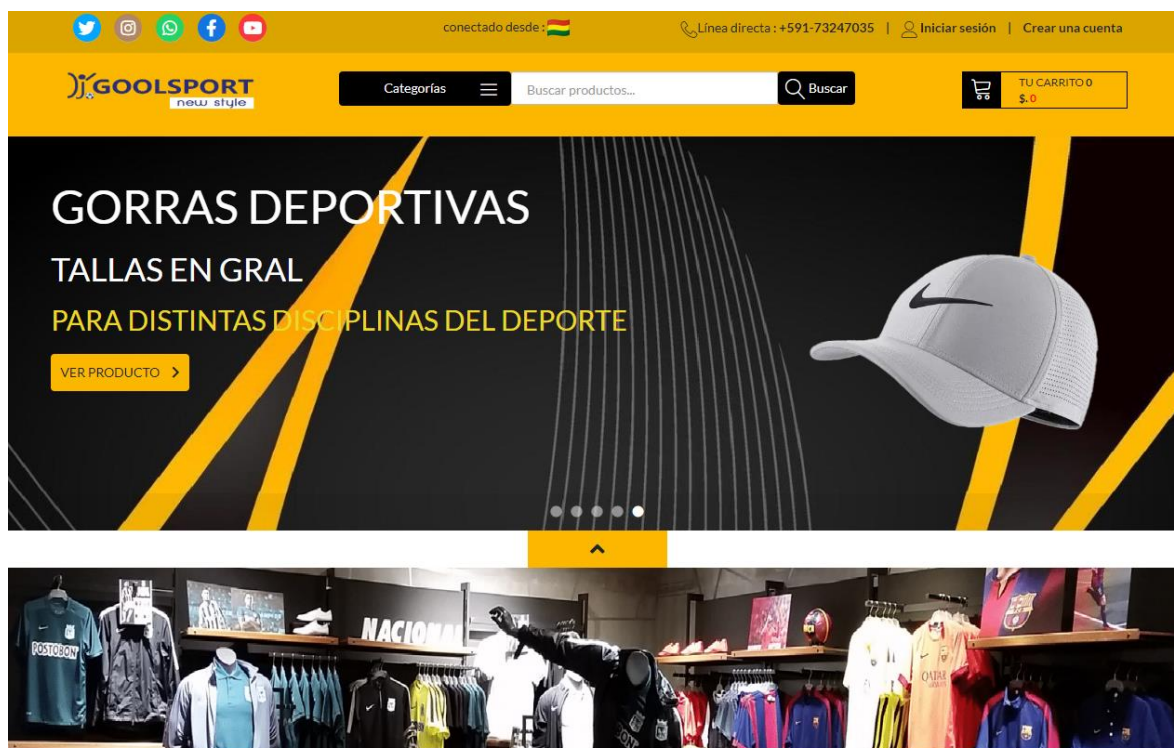 conectado desde :
Línea directa : +591-73247035 | Iniciar sesión | Crear una cuenta
GOOLSPORT
new style
Categorías
Buscar productos...
Buscar
TU CARRITO 0
$. 0
GORRAS DEPORTIVAS
TALLAS EN GRAL
PARA DISTINTAS DISCIPLINAS DEL DEPORTE
VER PRODUCTO
NACIONAL
POSTOBON
QATAR